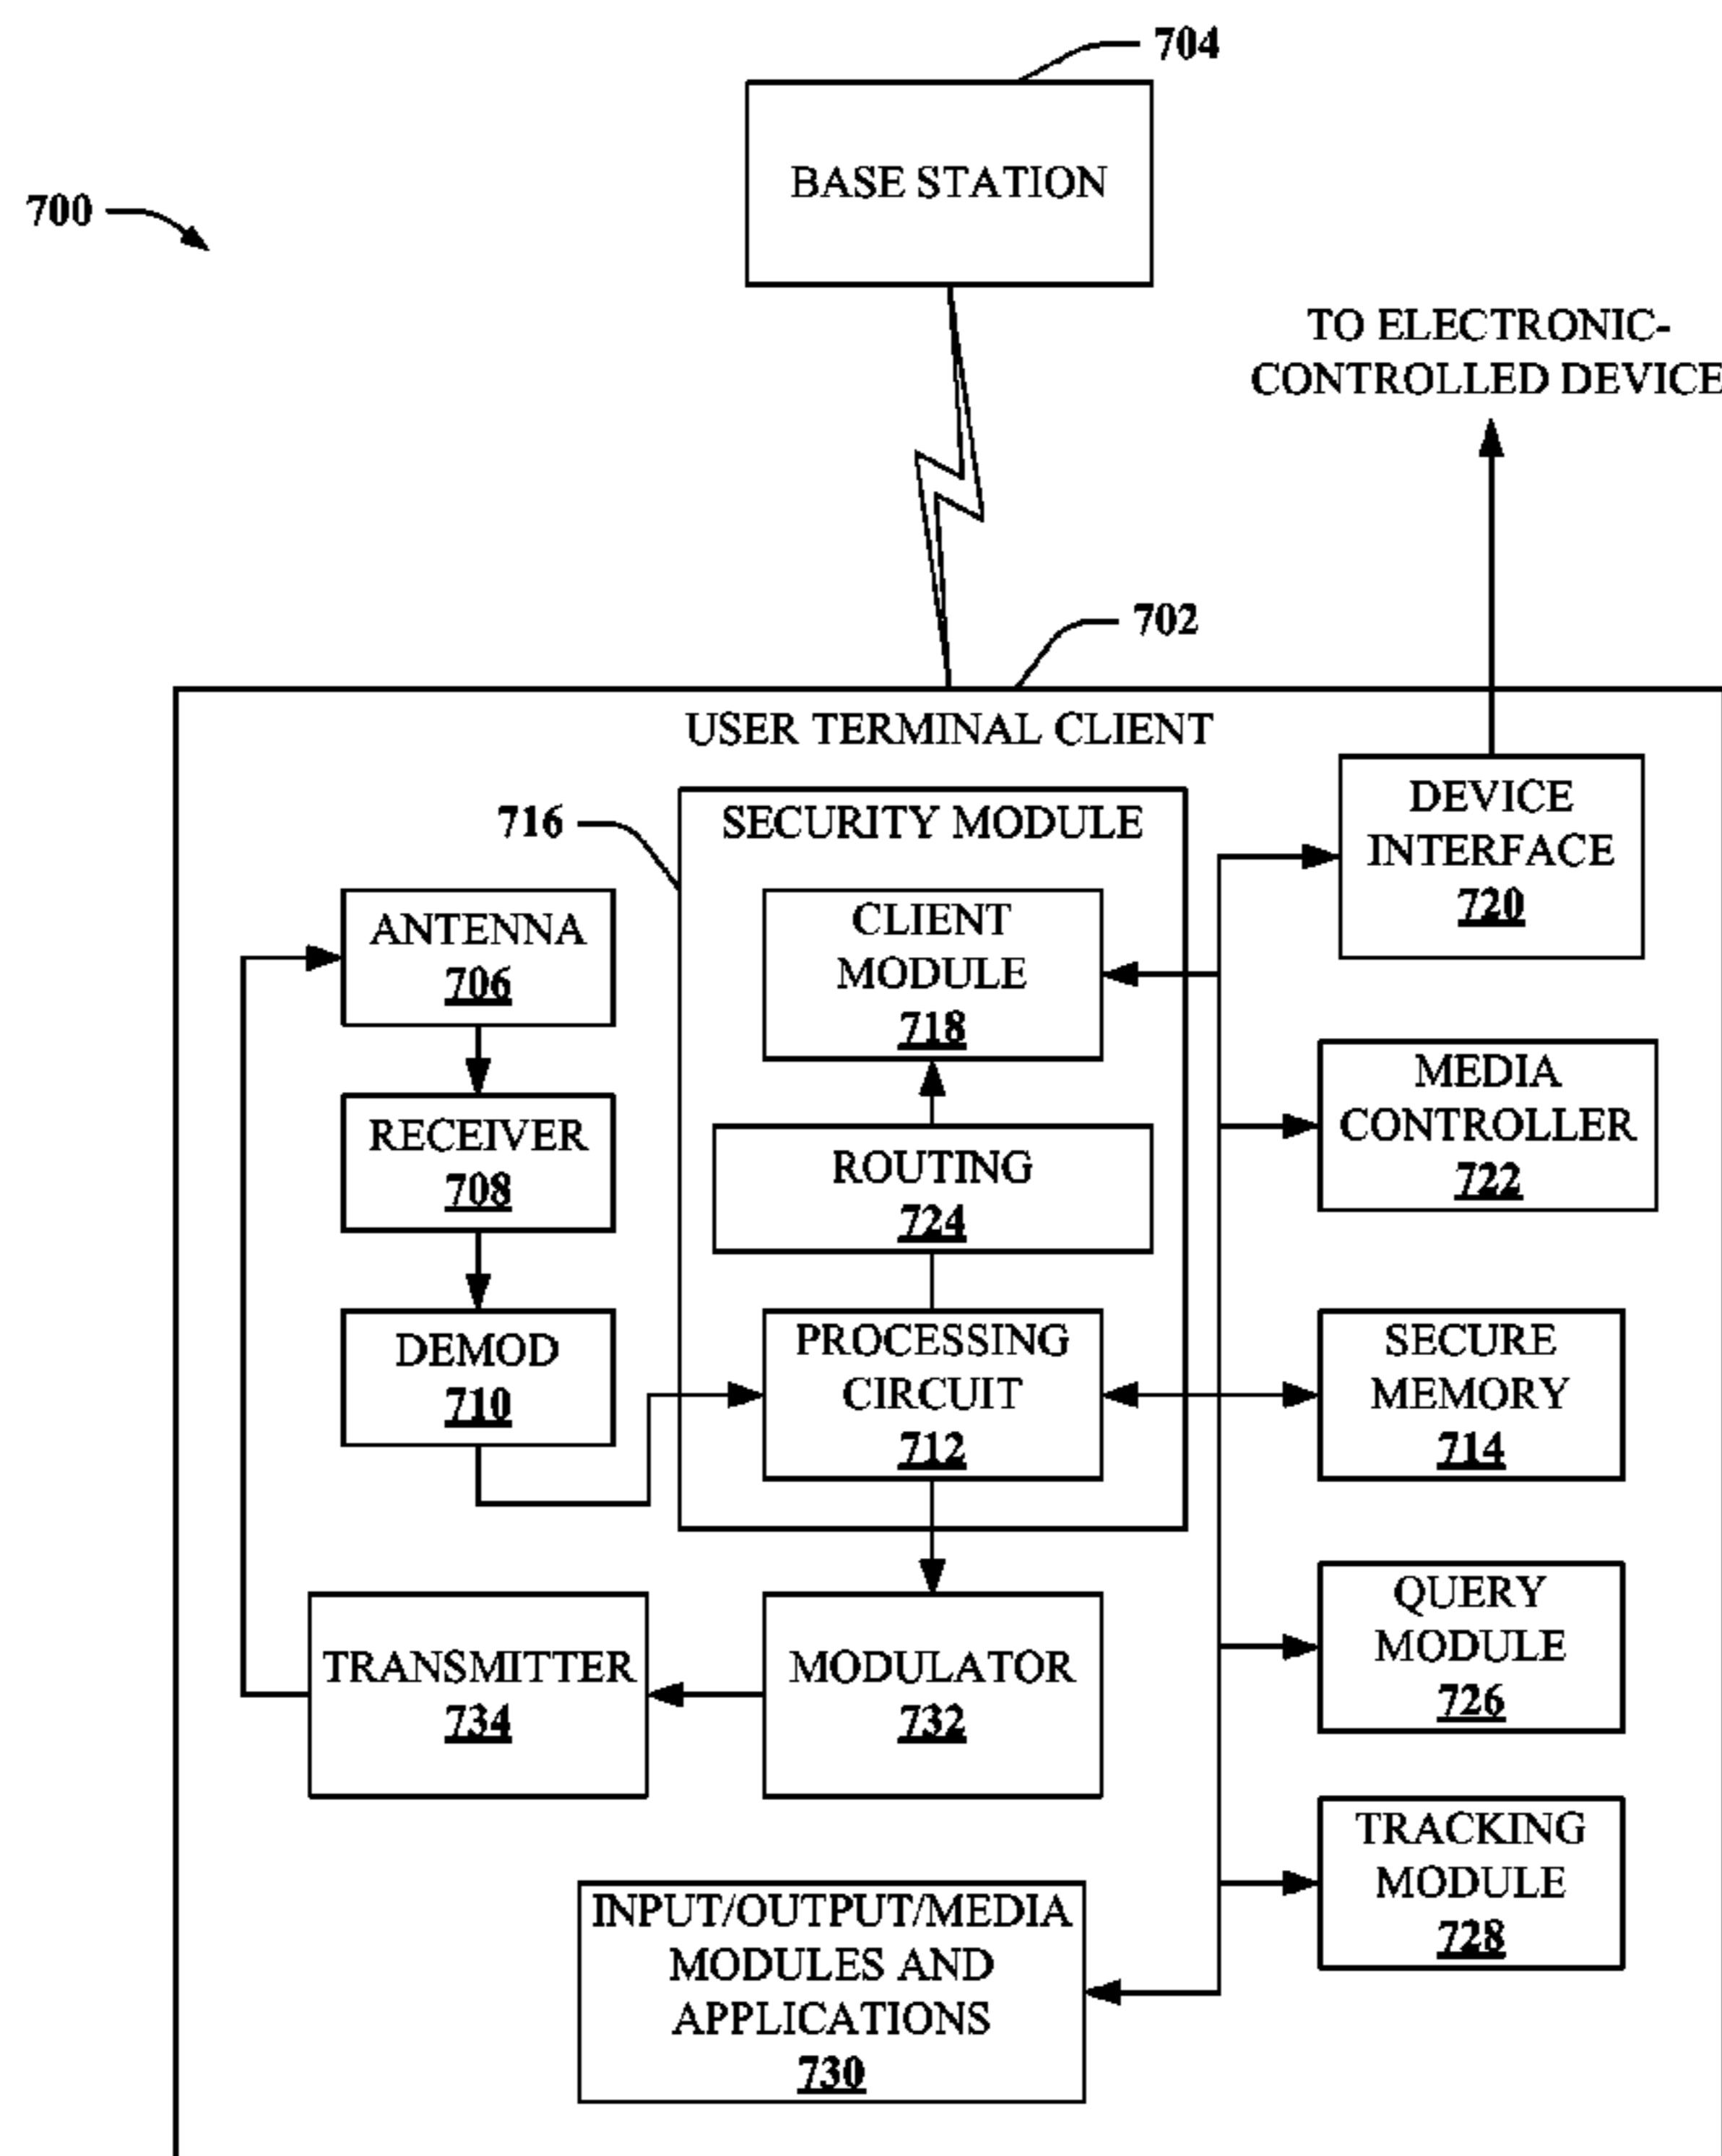 704
BASE STATION
700
TO ELECTRONIC-
CONTROLLED DEVICE
702
USER TERMINAL CLIENT
716
SECURITY MODULE
DEVICE
INTERFACE
720
ANTENNA
706
CLIENT
MODULE
718
MEDIA
CONTROLLER
722
RECEIVER
708
ROUTING
724
DEMOD
710
PROCESSING
CIRCUIT
712
SECURE
MEMORY
714
QUERY
MODULE
726
TRANSMITTER
734
MODULATOR
732
TRACKING
MODULE
728
INPUT/OUTPUT/MEDIA
MODULES AND
APPLICATIONS
730